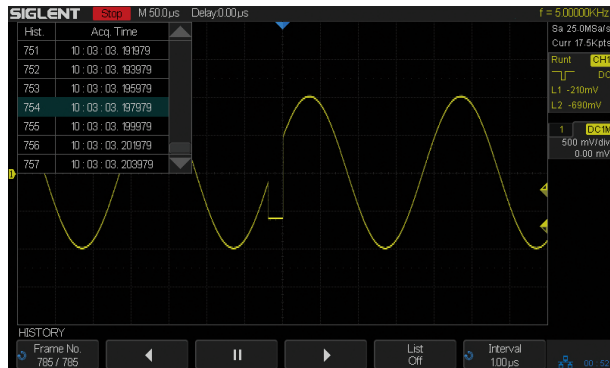 SIGLENT Stop M 50.0µs Delay:0.00µs f = 5.00000KHz
Sa 25.0MSa/s
Curr 17.5Kpts
Hist. Acq. Time
751 10 : 03 : 03. 191979
752 10 : 03 : 03. 193979
753 10 : 03 : 03. 195979
754 10 : 03 : 03. 197979
755 10 : 03 : 03. 199979
756 10 : 03 : 03. 201979
757 10 : 03 : 03. 203979
Runt CH1
DC
L1 -210mV
L2 -690mV
1 DC1M
500 mV/div
0.00 mV
1
HISTORY
Frame No.
785 / 785
List
Off
Interval
1.00µs
00:52